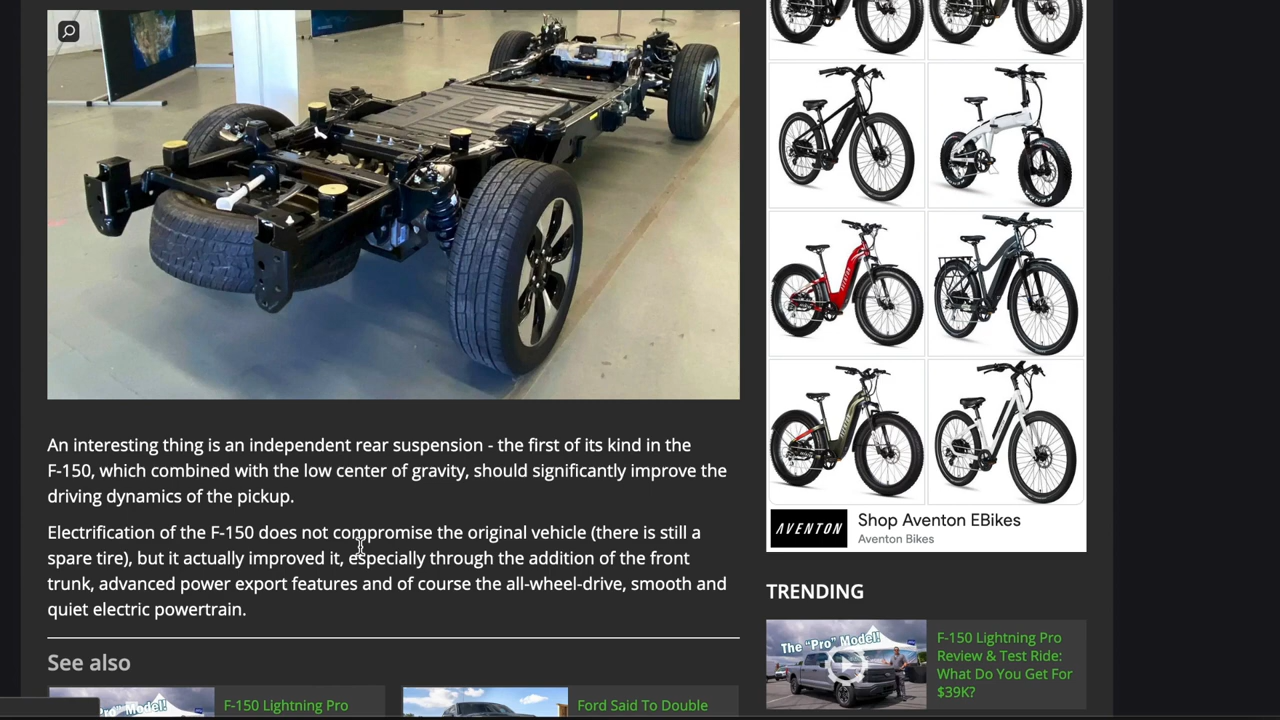 An interesting thing is an independent rear suspension - the first of its kind in the
F-150, which combined with the low center of gravity, should significantly improve the
driving dynamics of the pickup.
Electrification of the F-150 does not compromise the original vehicle (there is still a
spare tire), but it actually improved it, especially through the addition of the front
trunk, advanced power export features and of course the all-wheel-drive, smooth and
quiet electric powertrain.
See also
F-150 Lightning Pro
Ford Said To Double
AVENTON
Shop Aventon EBikes
Aventon Bikes
TRENDING
The "Pro" Model!
F-150 Lightning Pro
Review & Test Ride:
What Do You Get For
$39K?